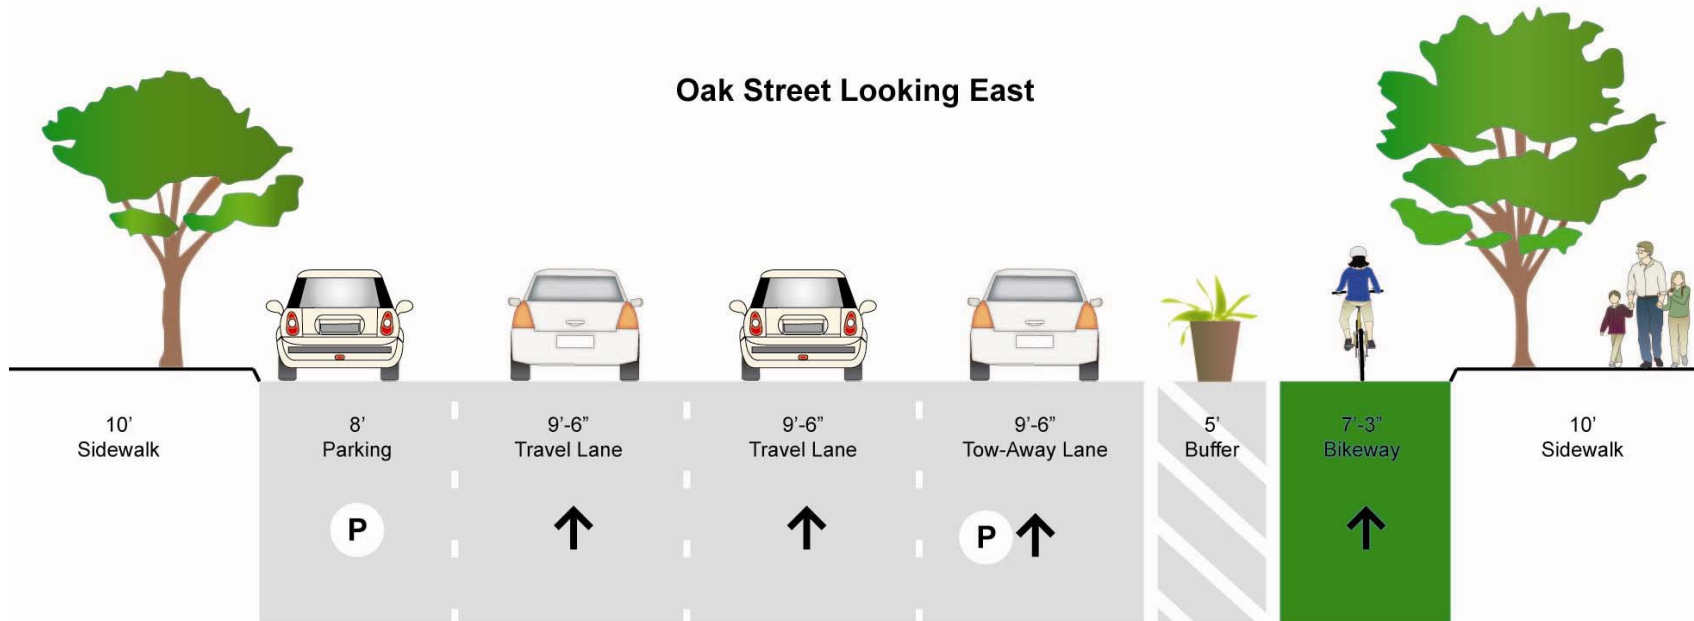 Oak Street Looking East
10’
Sidewalk
8’
Parking
9’-6”
Travel Lane
9’-6”
Travel Lane
9’-6”
Tow-Away Lane
5’
Buffer
7’-3”
Bikeway
10’
Sidewalk
P
P